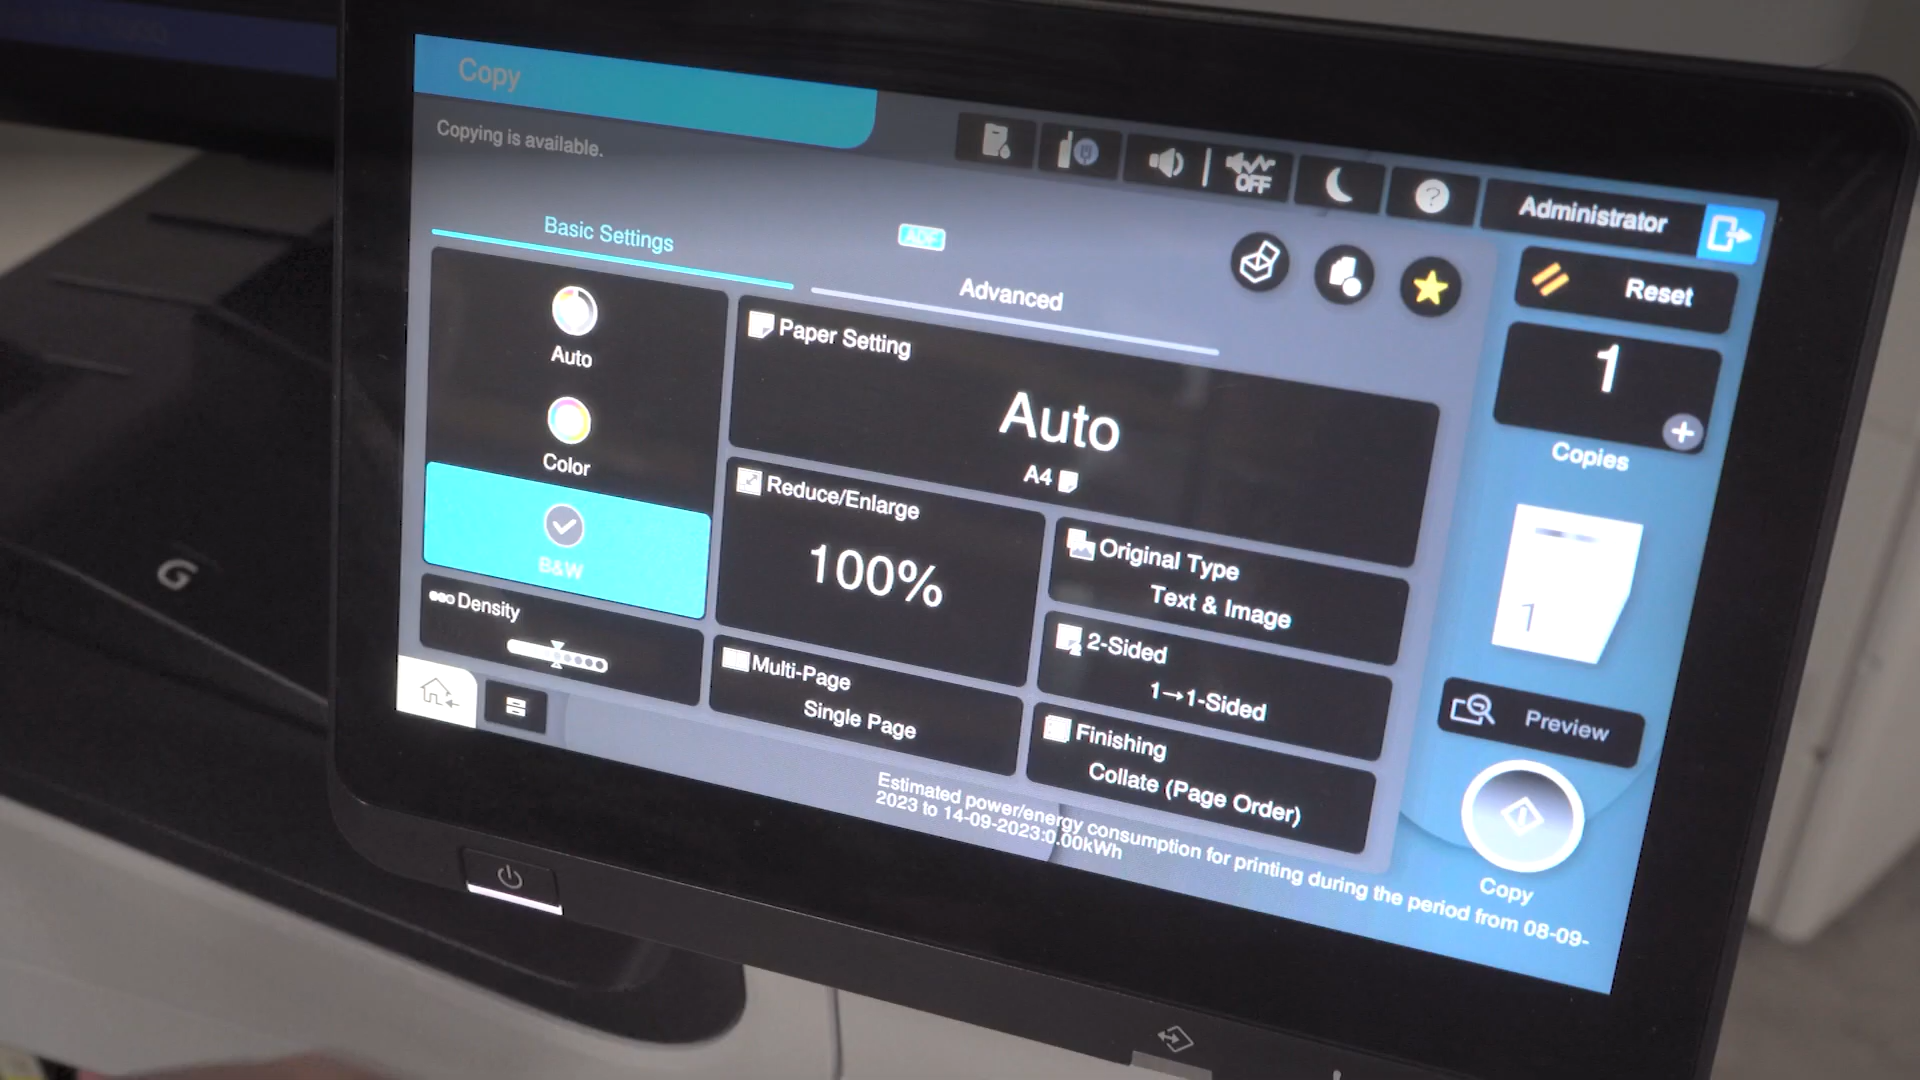 Copy
Copying is available.
OFF
?
Administrator
Basic Settings
ADF
Advanced
Reset
Auto
Color
B&W
Density
Paper Setting
Auto
A4
Reduce/Enlarge
100%
Original Type
Text & Image
Multi-Page
Single Page
2-Sided
1→1-Sided
Finishing
Collate (Page Order)
1
Copies
1
Preview
Copy
Estimated power/energy consumption for printing during the period from 08-09-
2023 to 14-09-2023:0.00kWh
G